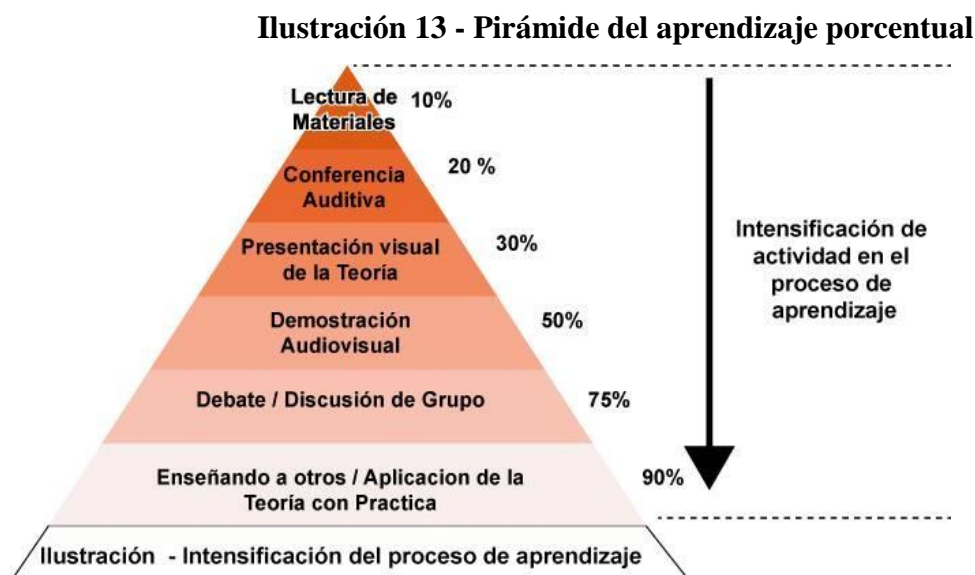 Ilustración 13 - Pirámide del aprendizaje porcentual
Lectura de
Materiales
10%
Conferencia
Auditiva
20 %
Presentación visual
de la Teoría
30%
Demostración
Audiovisual
50%
Debate / Discusión de Grupo
75%
Enseñando a otros / Aplicacion de la
Teoría con Practica
90%
Intensificación de
actividad en el
proceso de
aprendizaje
Ilustración - Intensificación del proceso de aprendizaje